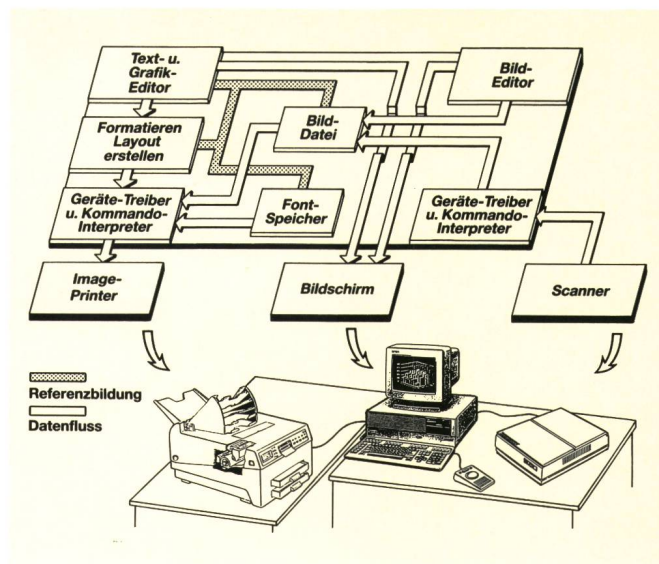 Text- u.
Grafik-
Editor
Bild-
Editor
Formatieren
Layout
erstellen
Bild-
Datei
Geräte-Treiber
u. Kommando-
Interpreter
Font-
Speicher
Geräte-Treiber
u. Kommando-
Interpreter
Image-
Printer
Bildschirm
Scanner
Referenzbildung
Datenfluss